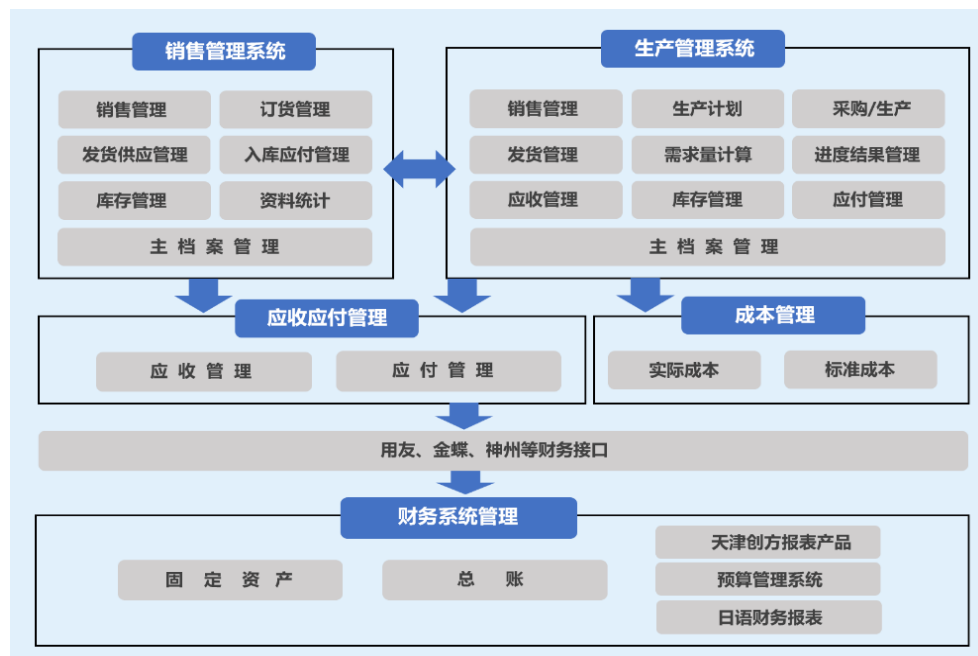 销售管理系统
销售管理
订货管理
发货供应管理
入库应付管理
库存管理
资料统计
主档案管理
生产管理系统
销售管理
生产计划
采购/生产
发货管理
需求量计算
进度结果管理
应收管理
库存管理
应付管理
主档案管理
应收应付管理
应收管理
应付管理
成本管理
实际成本
标准成本
用友、金蝶、神州等财务接口
财务系统管理
固定资产
总账
天津创方报表产品
预算管理系统
日语财务报表